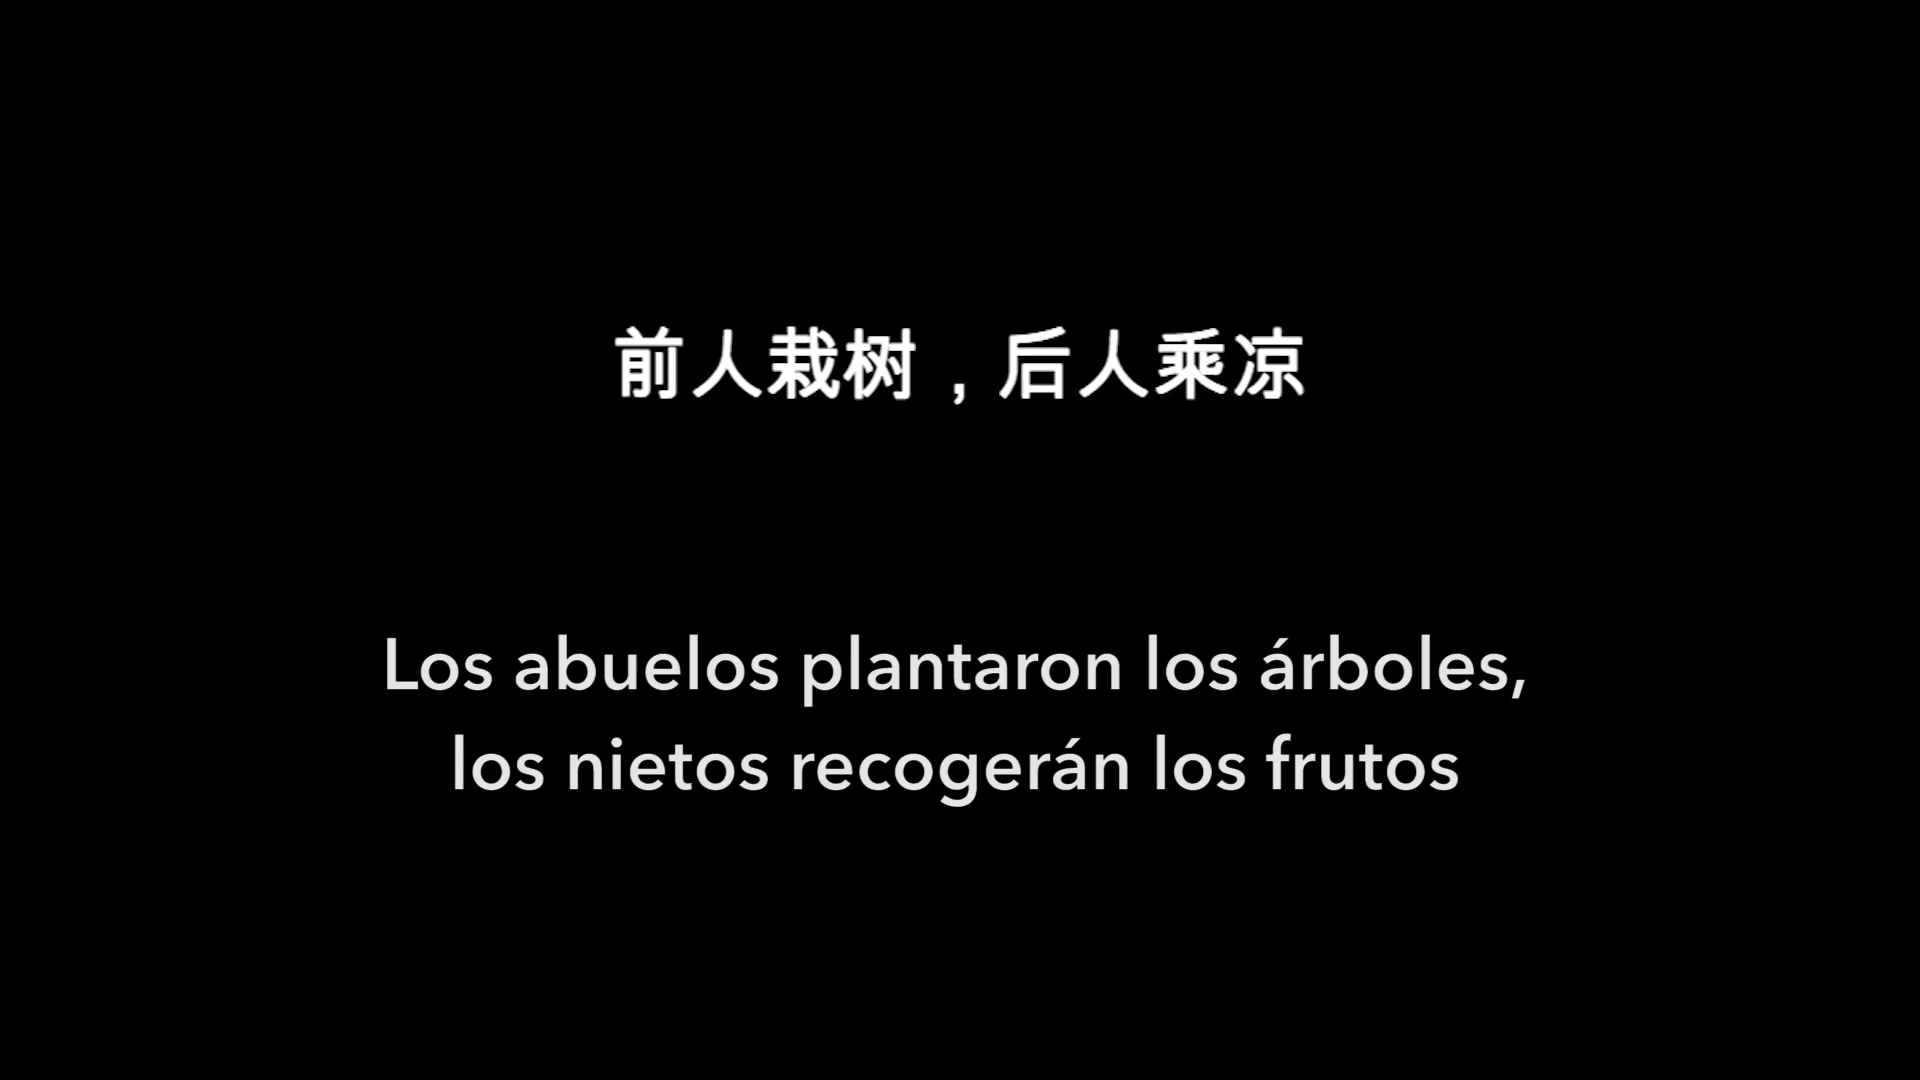 前人栽树，后人乘凉
Los abuelos plantaron los árboles,
los nietos recogerán los frutos